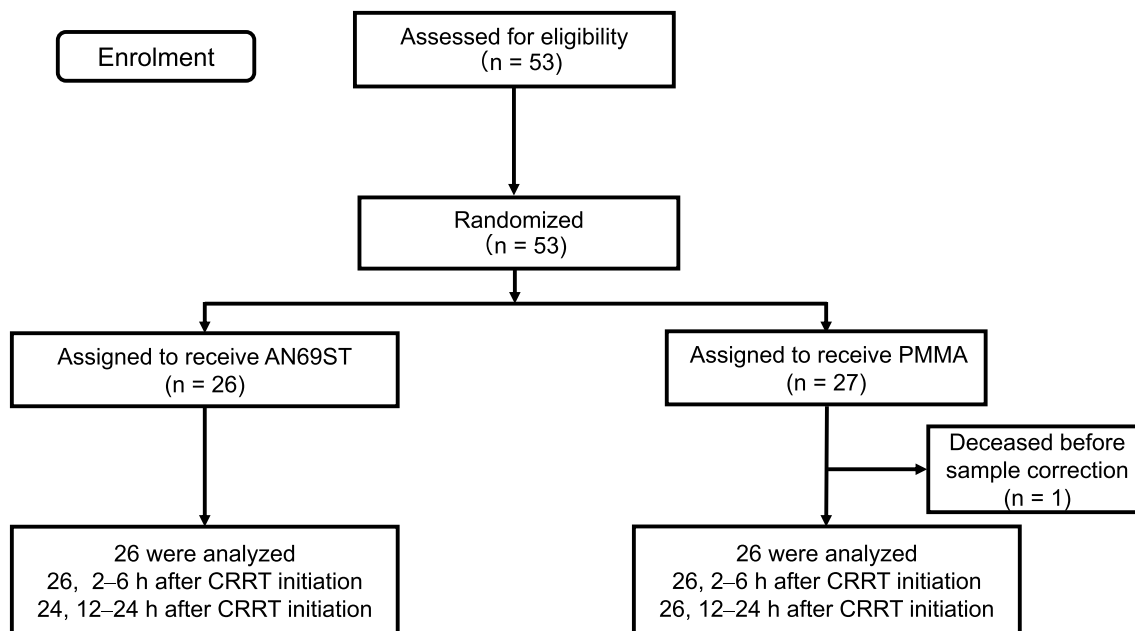 Enrolment
Assessed for eligibility
(n = 53)
Randomized
(n = 53)
Assigned to receive AN69ST
(n = 26)
Assigned to receive PMMA
(n = 27)
Deceased before
sample correction
(n = 1)
26 were analyzed
26, 2–6 h after CRRT initiation
24, 12–24 h after CRRT initiation
26 were analyzed
26, 2–6 h after CRRT initiation
26, 12–24 h after CRRT initiation